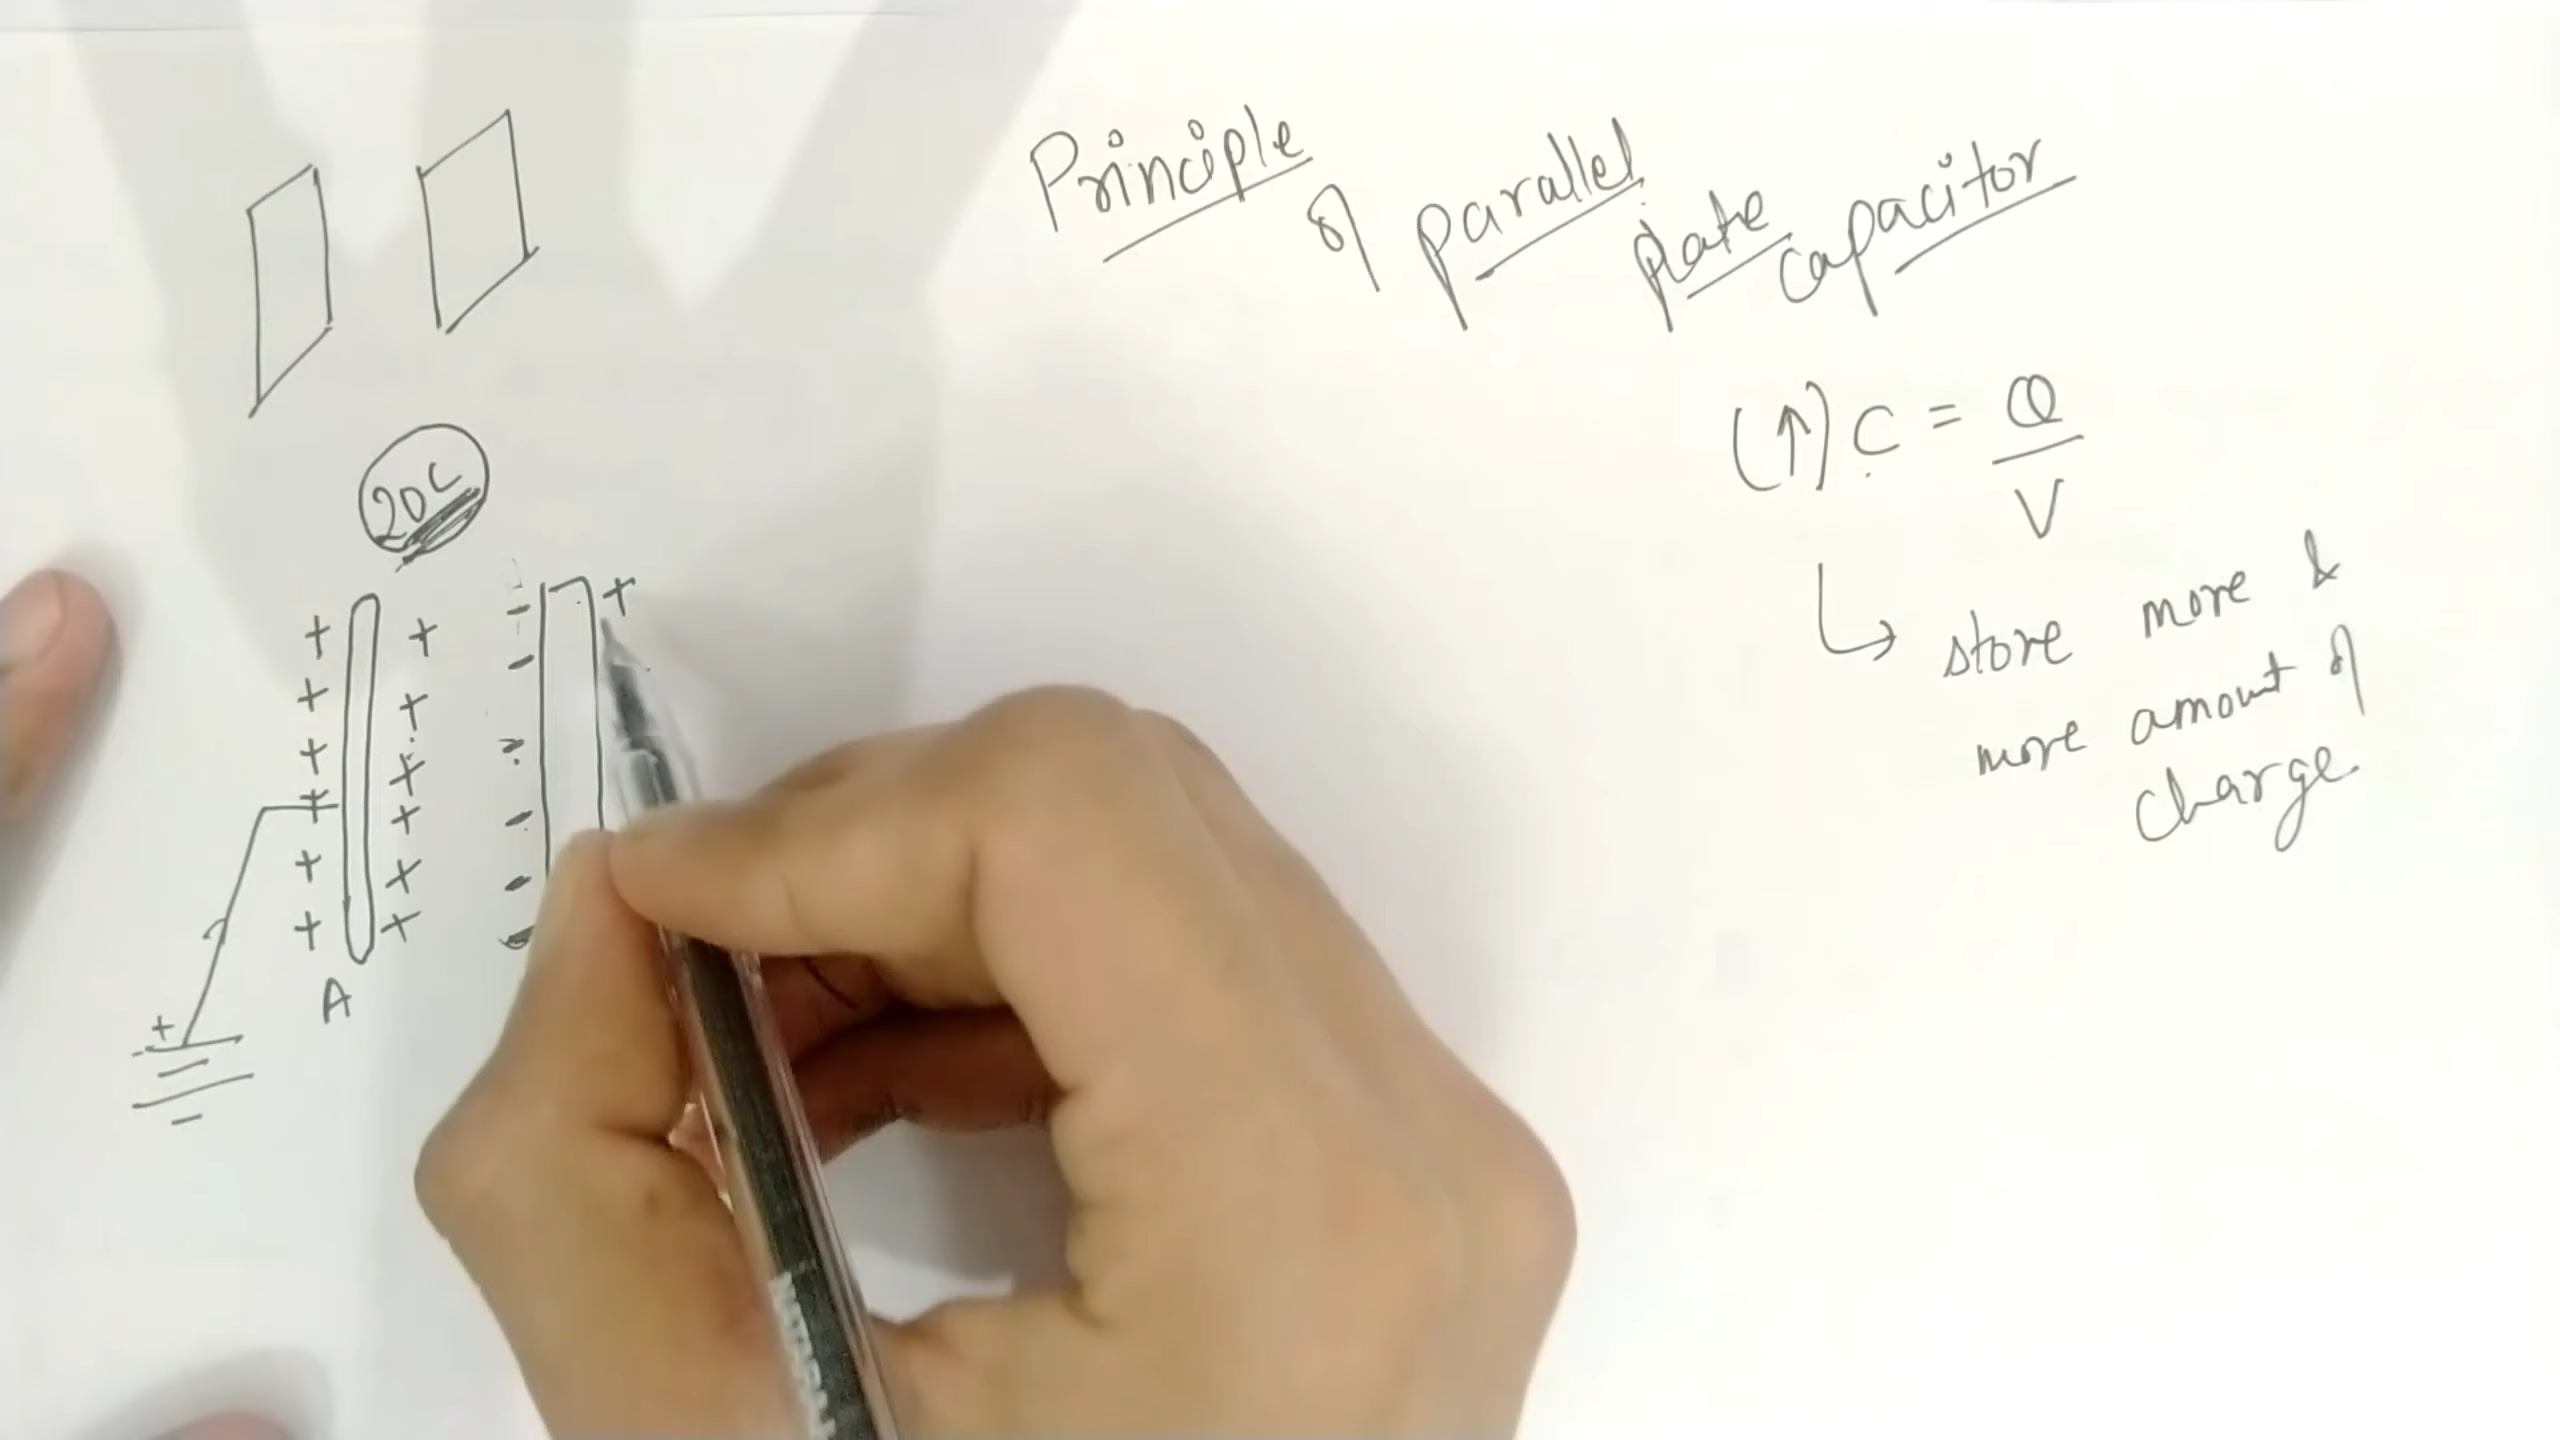 Principle of parallel plate capacitor
(↑) C = Q
V
store more &
more amount of
charge
20C
+ + - +
+ + -
+ +
+ +
+ + -
+ + -
+ + -
A
+
-